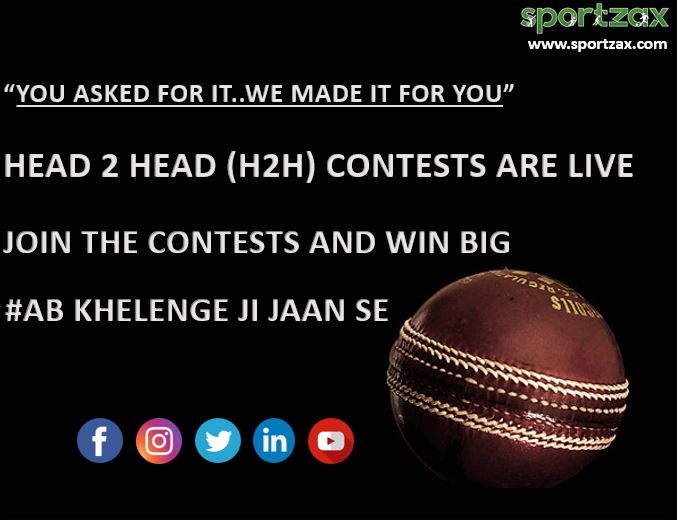 sportzax
www.sportzax.com
“YOU ASKED FOR IT..WE MADE IT FOR YOU”
HEAD 2 HEAD (H2H) CONTESTS ARE LIVE
JOIN THE CONTESTS AND WIN BIG
#AB KHELENGE JI JAAN SE